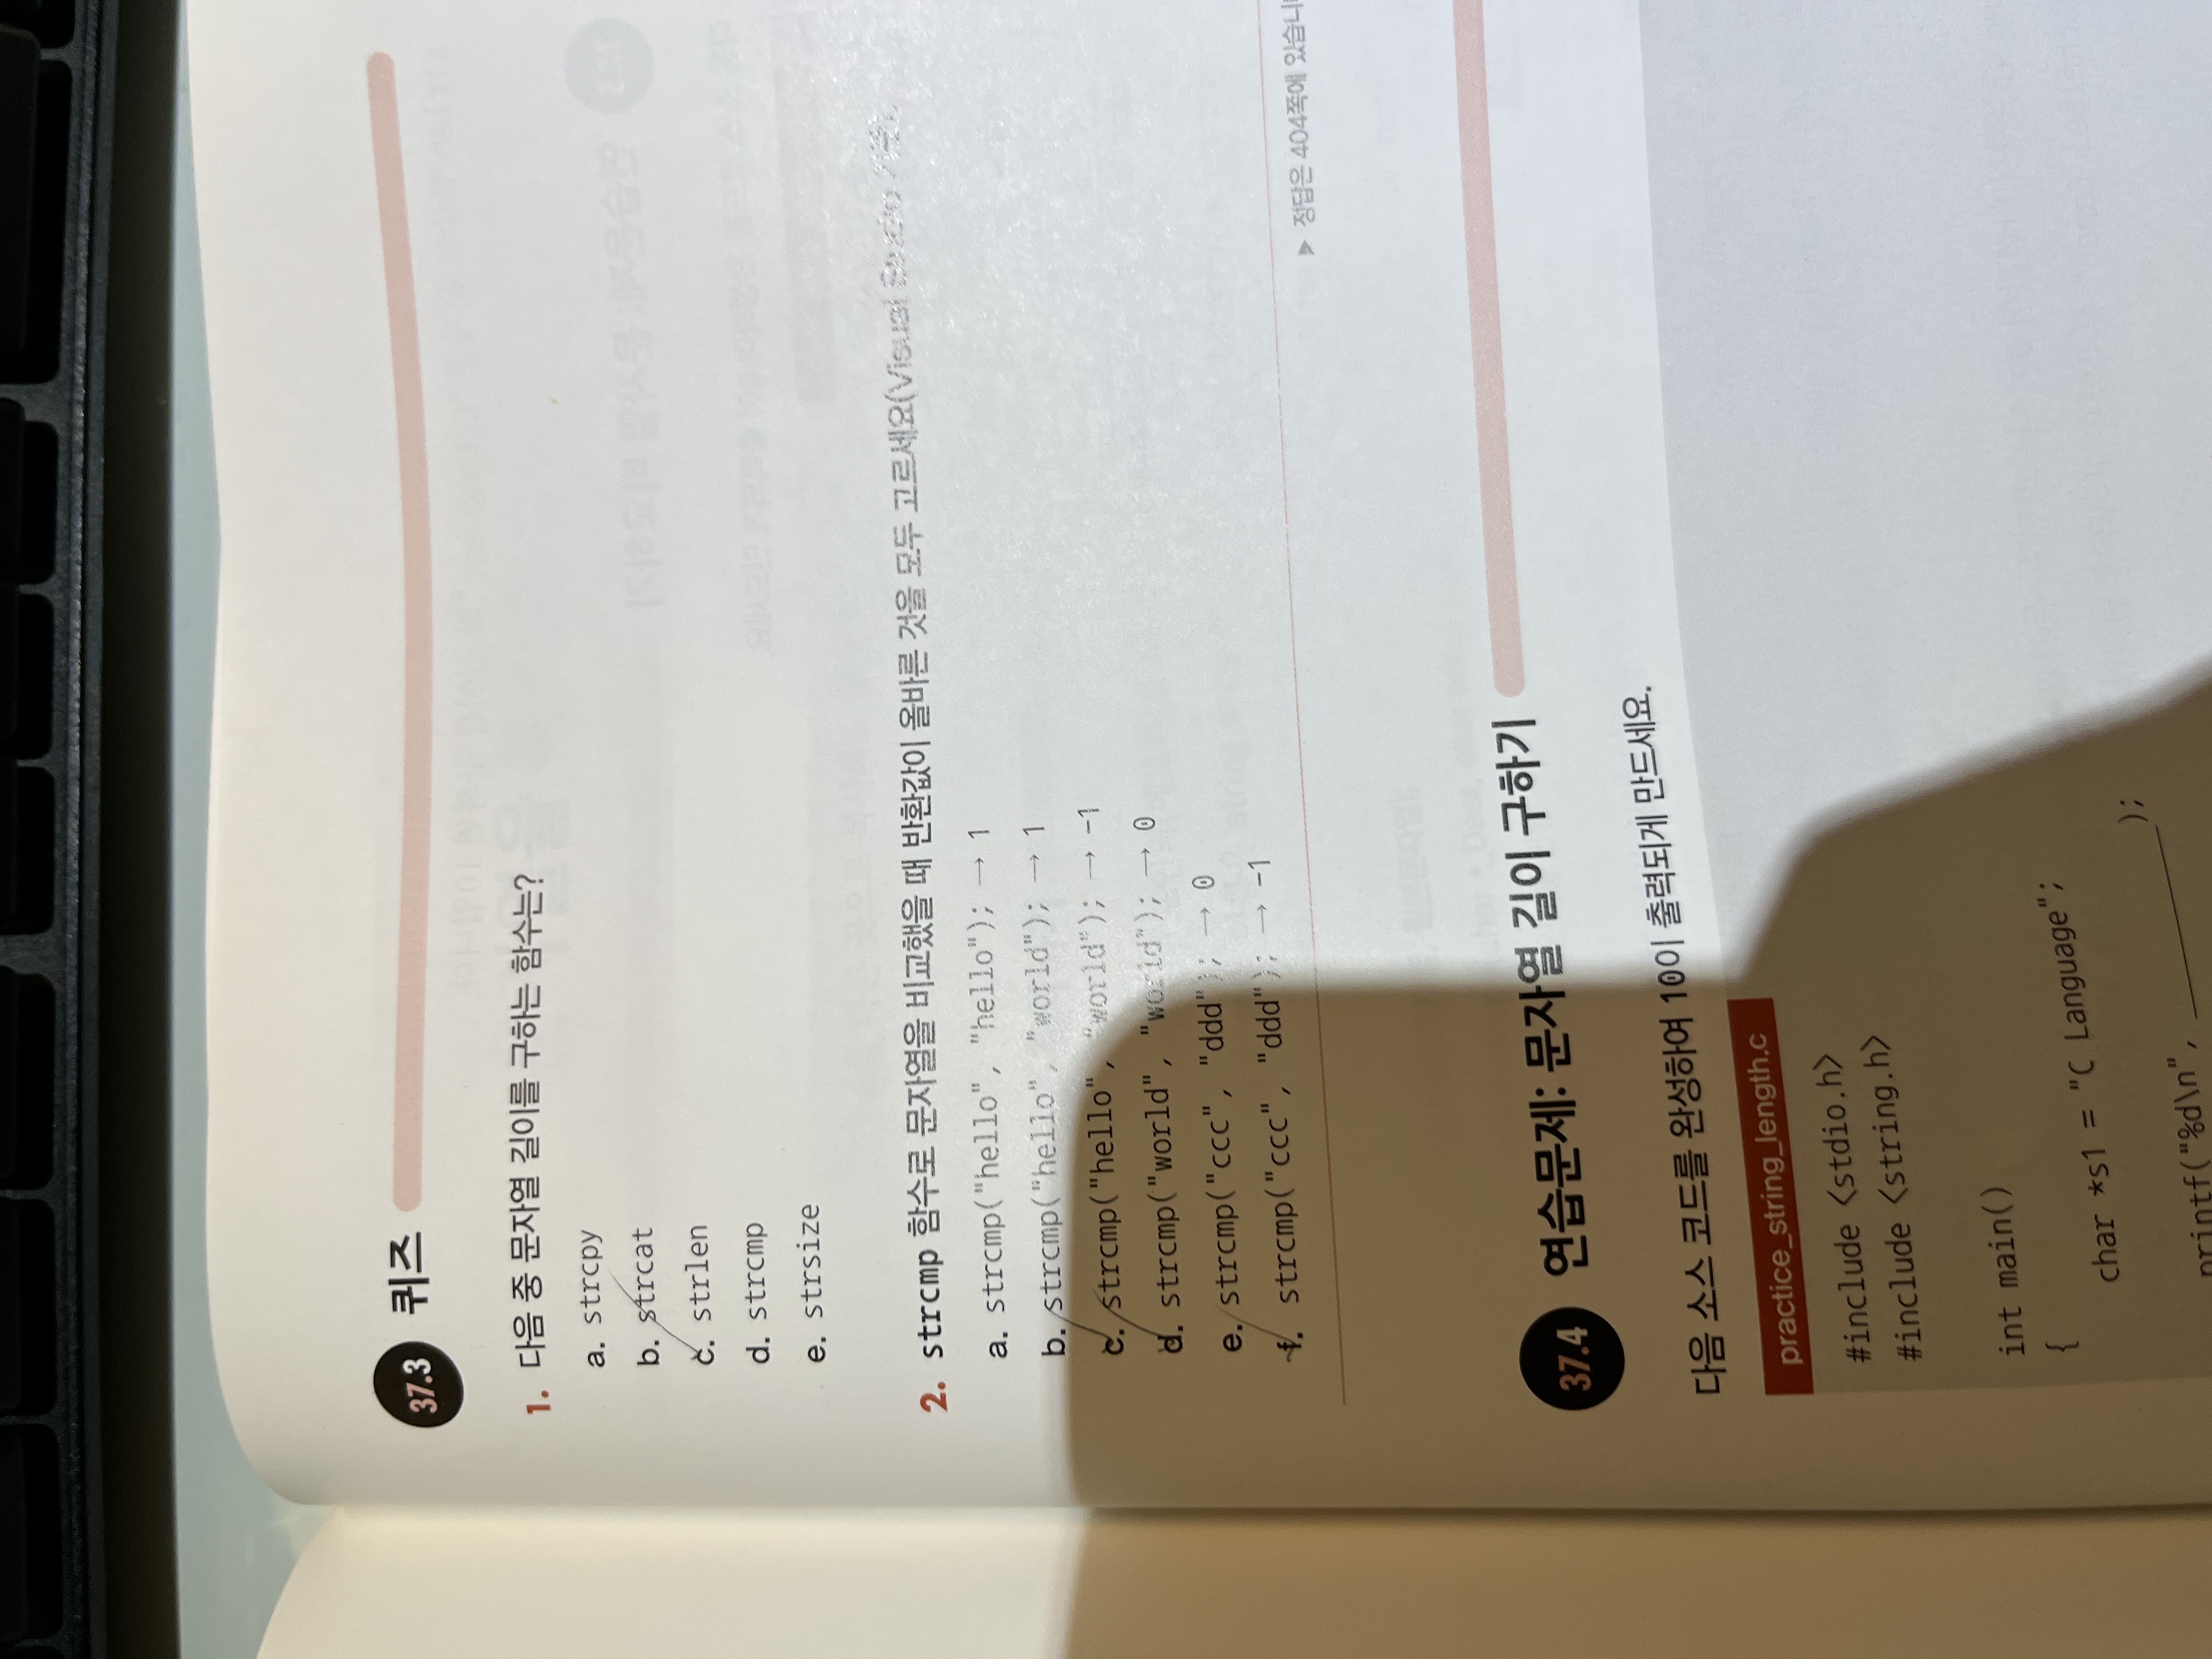 37.3 퀴즈
1. 다음 중 문자열 길이를 구하는 함수는?
a. strcpy
b. strcat
c. strlen
d. strcmp
e. strsize
2. strcmp 함수로 문자열을 비교했을 때 반환값이 올바른 것을 모두 고르세요(Visual Studio 기준).
a. strcmp("hello", "hello"); → 1
b. strcmp("hello", "world"); → 1
c. strcmp("hello", "world"); → -1
d. strcmp("world", "world"); → 0
e. strcmp("ccc", "ddd"); → 0
f. strcmp("ccc", "ddd"); → -1
▶ 정답은 404쪽에 있습니
37.4 연습문제: 문자열 길이 구하기
다음 소스 코드를 완성하여 10이 출력되게 만드세요.
practice_string_length.c
#include <stdio.h>
#include <string.h>
int main()
{
char *s1 = "C Language";
printf("%d\n", __________);